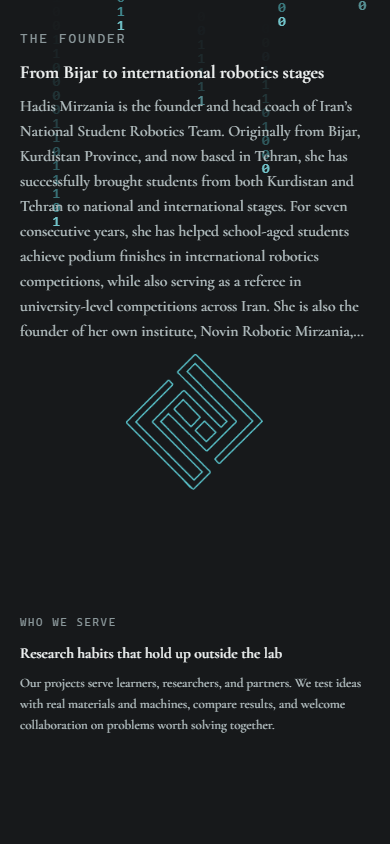 THE FOUNDER
From Bijar to international robotics stages
Hadis Mirzania is the founder and head coach of Iran's
National Student Robotics Team. Originally from Bijar,
Kurdistan Province, and now based in Tehran, she has
successfully brought students from both Kurdistan and
Tehran to national and international stages. For seven
consecutive years, she has helped school-aged students
achieve podium finishes in international robotics
competitions, while also serving as a referee in
university-level competitions across Iran. She is also the
founder of her own institute, Novin Robotic Mirzania,...
WHO WE SERVE
Research habits that hold up outside the lab
Our projects serve learners, researchers, and partners. We test ideas
with real materials and machines, compare results, and welcome
collaboration on problems worth solving together.